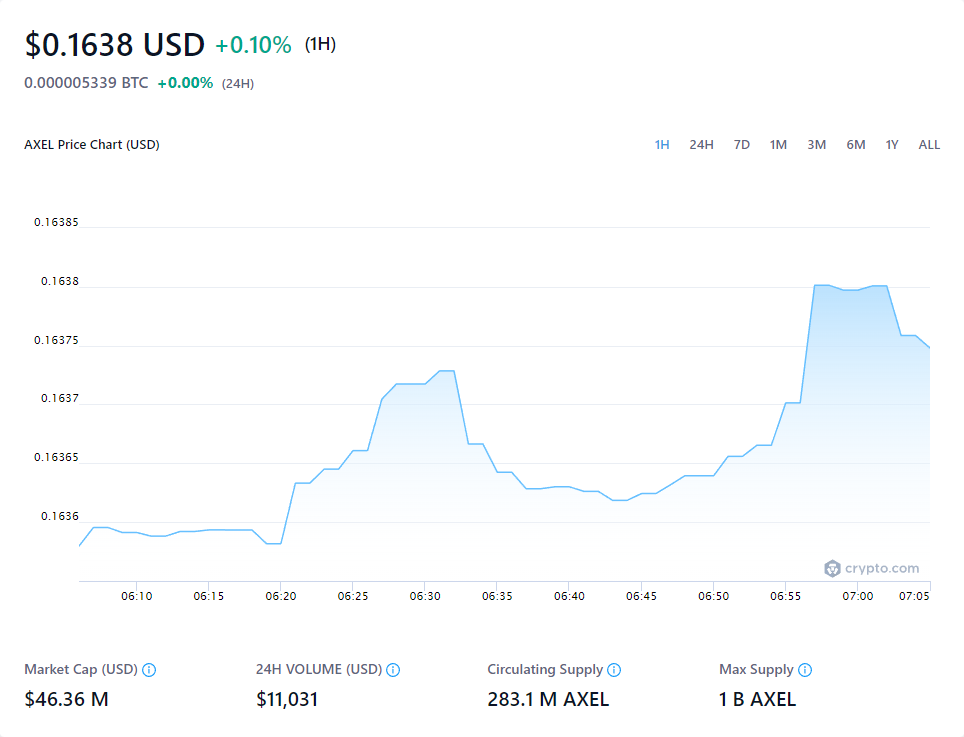 $0.1638 USD +0.10% (1H)
0.000005339 BTC +0.00% (24H)
AXEL Price Chart (USD) 1H 24H 7D 1M 3M 6M 1Y ALL
0.16385
0.1638
0.16375
0.1637
0.16365
0.1636
crypto.com
06:10 06:15 06:20 06:25 06:30 06:35 06:40 06:45 06:50 06:55 07:00 07:05
Market Cap (USD) 24H VOLUME (USD) Circulating Supply Max Supply
$46.36 M $11,031 283.1 M AXEL 1 B AXEL